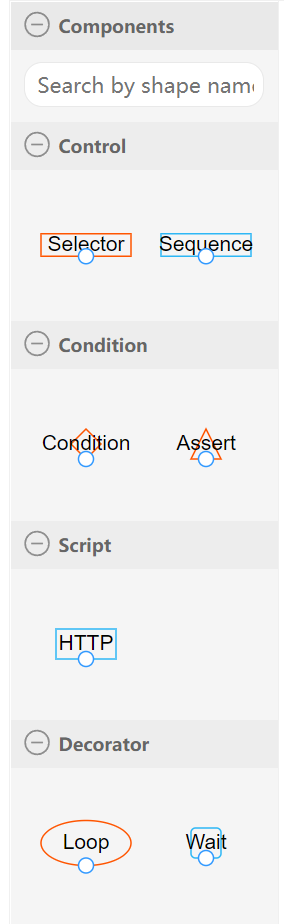 Components
Search by shape name
Control
Selector
Sequence
Condition
Condition
Assert
Script
HTTP
Decorator
Loop
Wait